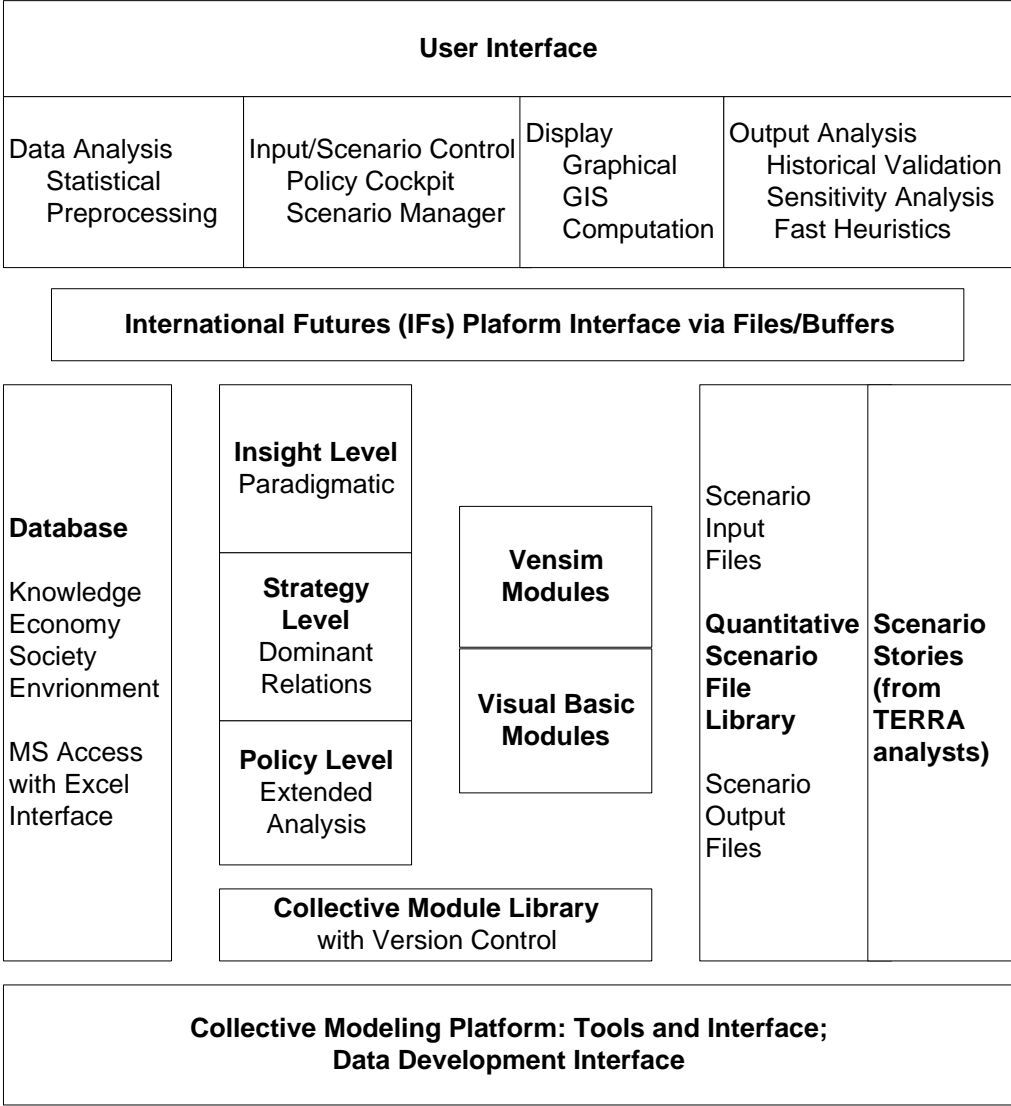 User Interface
Data Analysis
Statistical
Preprocessing
Input/Scenario Control
Policy Cockpit
Scenario Manager
Display
Graphical
GIS
Computation
Output Analysis
Historical Validation
Sensitivity Analysis
Fast Heuristics
International Futures (IFs) Plaform Interface via Files/Buffers
Database
Knowledge
Economy
Society
Envrionment
MS Access
with Excel
Interface
Insight Level
Paradigmatic
Strategy
Level
Dominant
Relations
Policy Level
Extended
Analysis
Vensim
Modules
Visual Basic
Modules
Collective Module Library
with Version Control
Scenario
Input
Files
Quantitative
Scenario
File
Library
Scenario
Output
Files
Scenario
Stories
(from
TERRA
analysts)
Collective Modeling Platform: Tools and Interface;
Data Development Interface